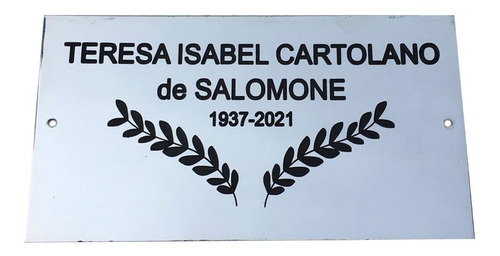 TERESA ISABEL CARTOLANO
de SALOMONE
1937-2021